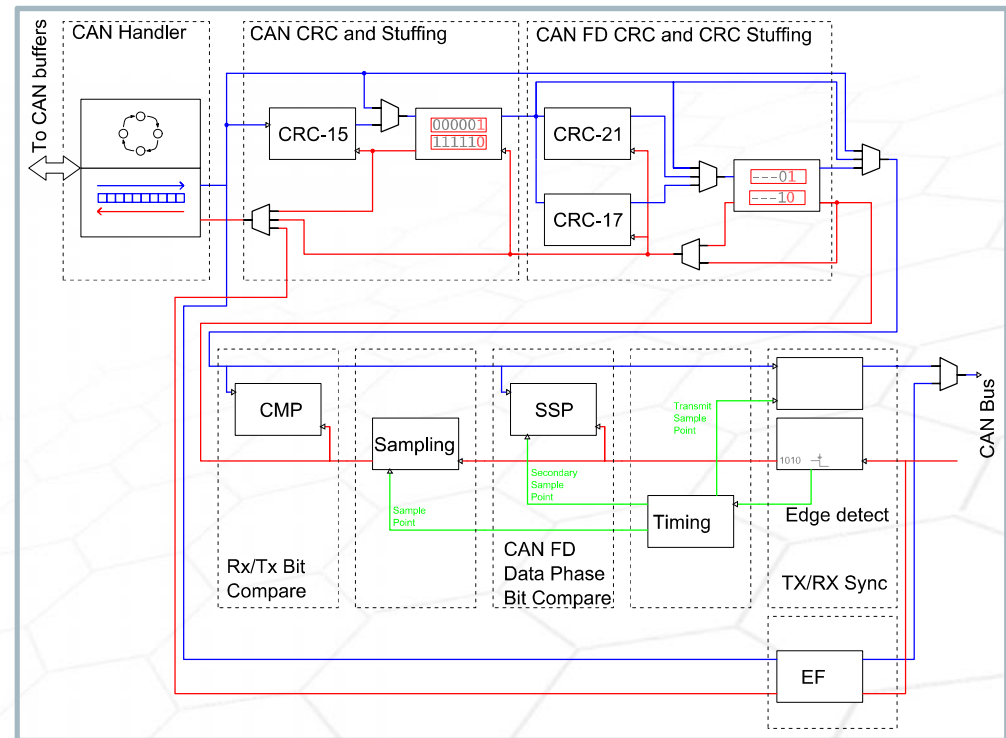 To CAN buffers
CAN Handler
CAN CRC and Stuffing
CAN FD CRC and CRC Stuffing
CRC-15
000001
111110
CRC-21
CRC-17
---01
---10
CMP
Sampling
SSP
Transmit
Sample
Point
1010
CAN Bus
Secondary
Sample
Point
Sample
Point
Timing
Edge detect
Rx/Tx Bit
Compare
CAN FD
Data Phase
Bit Compare
TX/RX Sync
EF